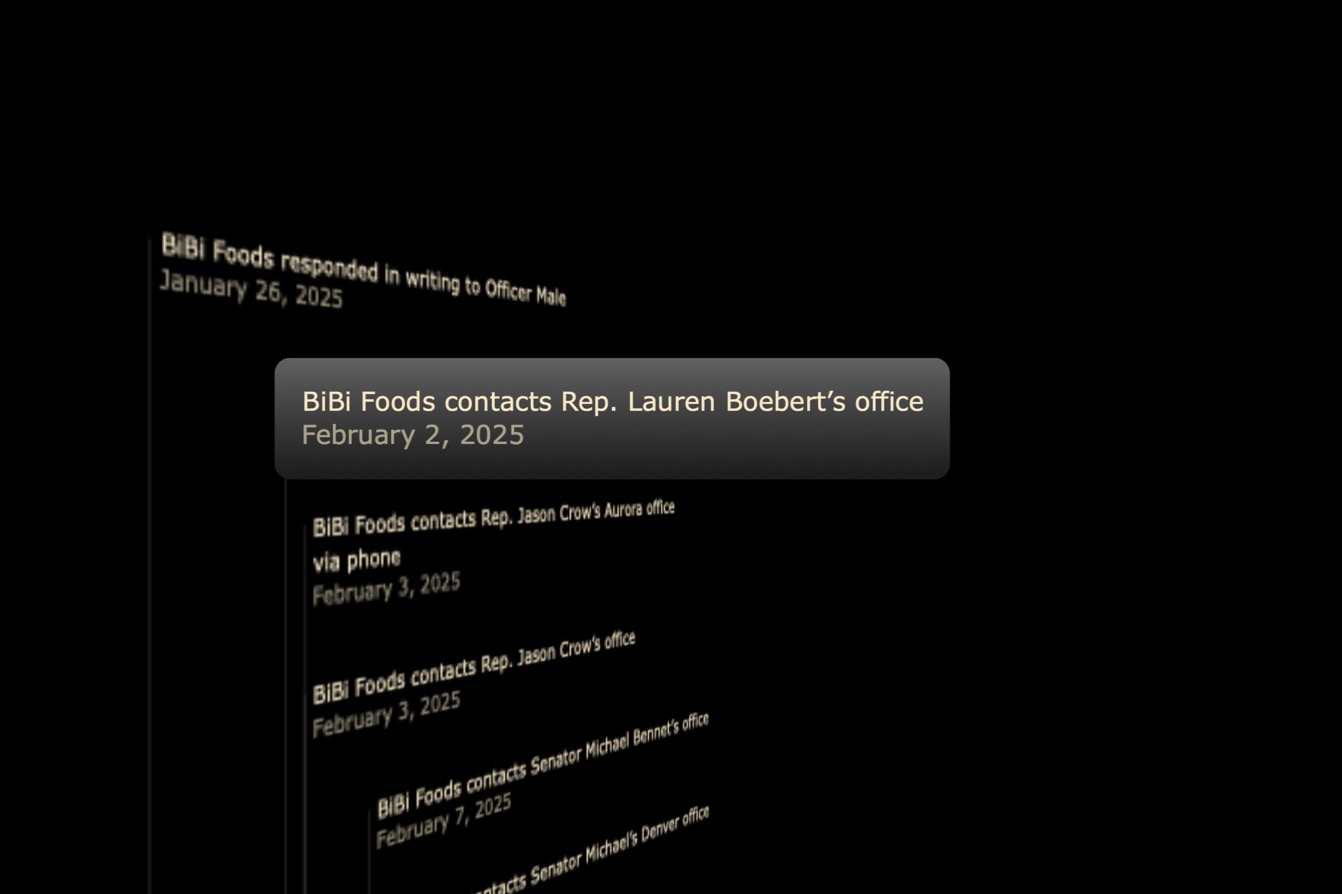 BiBi Foods responded in writing to Officer Male
January 26, 2025
BiBi Foods contacts Rep. Lauren Boebert’s office
February 2, 2025
BiBi Foods contacts Rep. Jason Crow’s Aurora office
via phone
February 3, 2025
BiBi Foods contacts Rep. Jason Crow’s office
February 3, 2025
BiBi Foods contacts Senator Michael Bennet’s office
February 7, 2025
Senator Michael’s Denver office